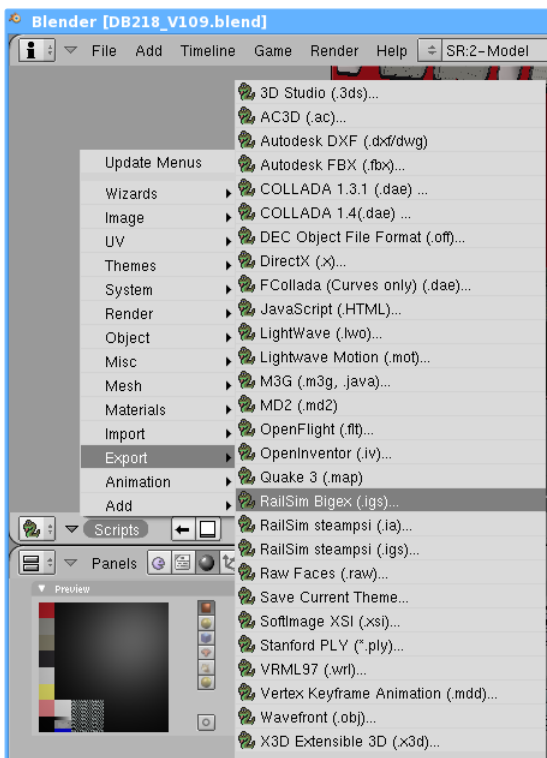 Blender [DB218_V109.blend]
File Add Timeline Game Render Help SR:2-Model
3D Studio (.3ds)...
AC3D (.ac)...
Autodesk DXF (.dxf/dwg)
Autodesk FBX (.fbx)...
COLLADA 1.3.1 (.dae) ...
COLLADA 1.4(.dae) ...
DEC Object File Format (.off)...
DirectX (.x)...
FCollada (Curves only) (.dae)...
JavaScript (.HTML)...
LightWave (.lwo)...
Lightwave Motion (.mot)...
M3G (.m3g, .java)...
MD2 (.md2)
OpenFlight (.flt)...
OpenInventor (.iv)...
Quake 3 (.map)
RailSim Bigex (.igs)...
RailSim steampsi (.ia)...
RailSim steampsi (.igs)...
Raw Faces (.raw)...
Save Current Theme...
SoftImage XSI (.xsi)...
Stanford PLY (*.ply)...
VRML97 (.wrl)...
Vertex Keyframe Animation (.mdd)...
Wavefront (.obj)...
X3D Extensible 3D (.x3d)...
Update Menus
Wizards
Image
UV
Themes
System
Render
Object
Misc
Mesh
Materials
Import
Export
Animation
Add
Scripts
Panels
Preview